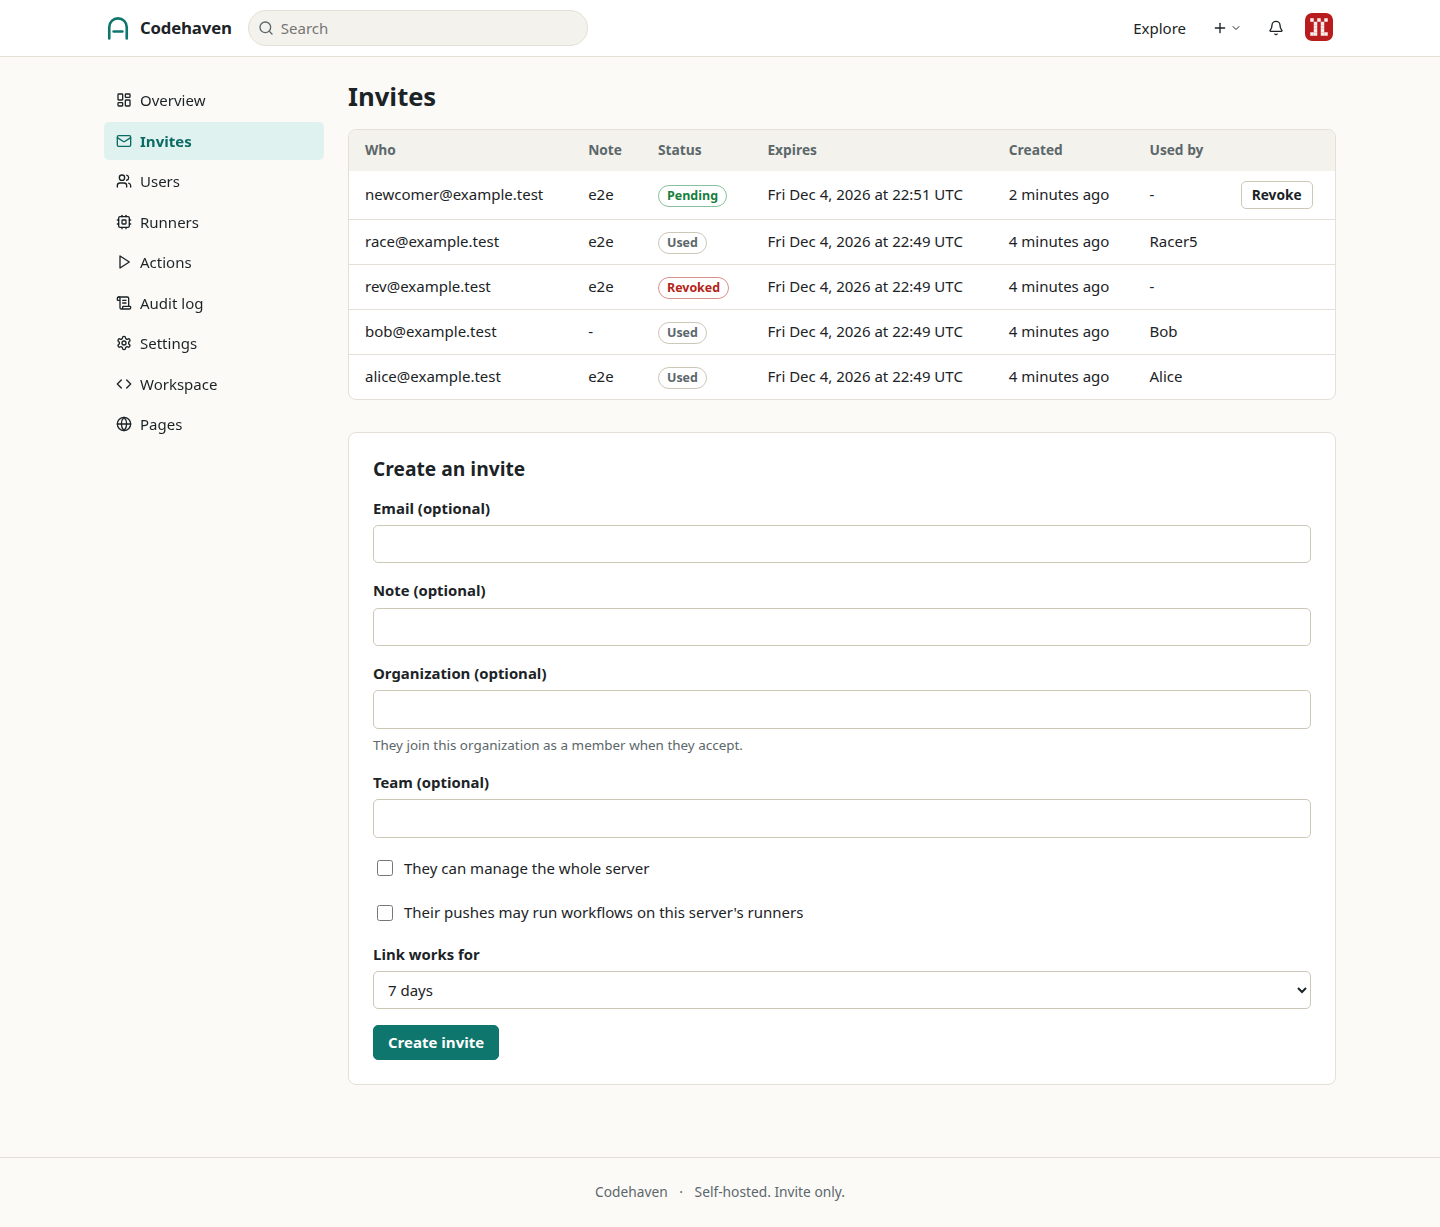 Codehaven
Search
Explore
Overview
Invites
Users
Runners
Actions
Audit log
Settings
Workspace
Pages
Invites
Who Note Status Expires Created Used by
newcomer@example.test e2e Pending Fri Dec 4, 2026 at 22:51 UTC 2 minutes ago - Revoke
race@example.test e2e Used Fri Dec 4, 2026 at 22:49 UTC 4 minutes ago Racer5
rev@example.test e2e Revoked Fri Dec 4, 2026 at 22:49 UTC 4 minutes ago -
bob@example.test - Used Fri Dec 4, 2026 at 22:49 UTC 4 minutes ago Bob
alice@example.test e2e Used Fri Dec 4, 2026 at 22:49 UTC 4 minutes ago Alice
Create an invite
Email (optional)
Note (optional)
Organization (optional)
They join this organization as a member when they accept.
Team (optional)
They can manage the whole server
Their pushes may run workflows on this server's runners
Link works for
7 days
Create invite
Codehaven · Self-hosted. Invite only.